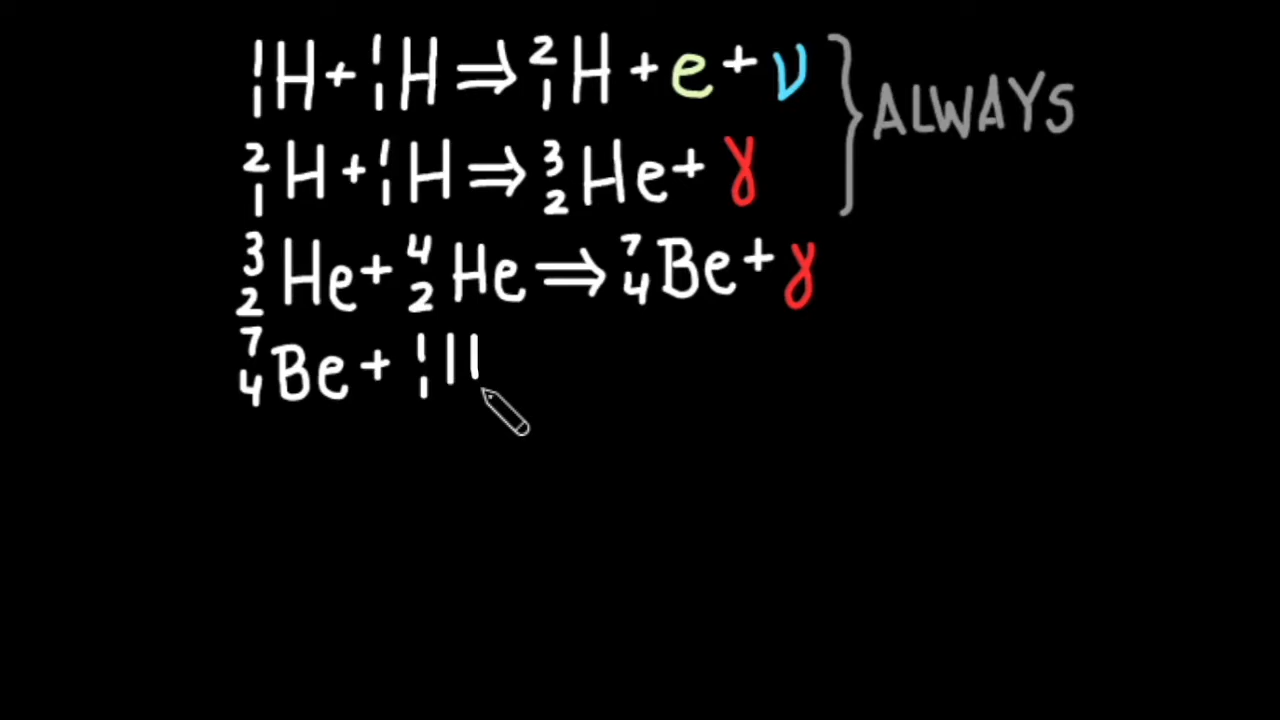 ¹₁H + ¹₁H ⇒ ²₁H + e + ν
²₁H + ¹₁H ⇒ ³₂He + γ
ALWAYS
³₂He + ⁴₂He ⇒ ⁷₄Be + γ
⁷₄Be + ¹₁